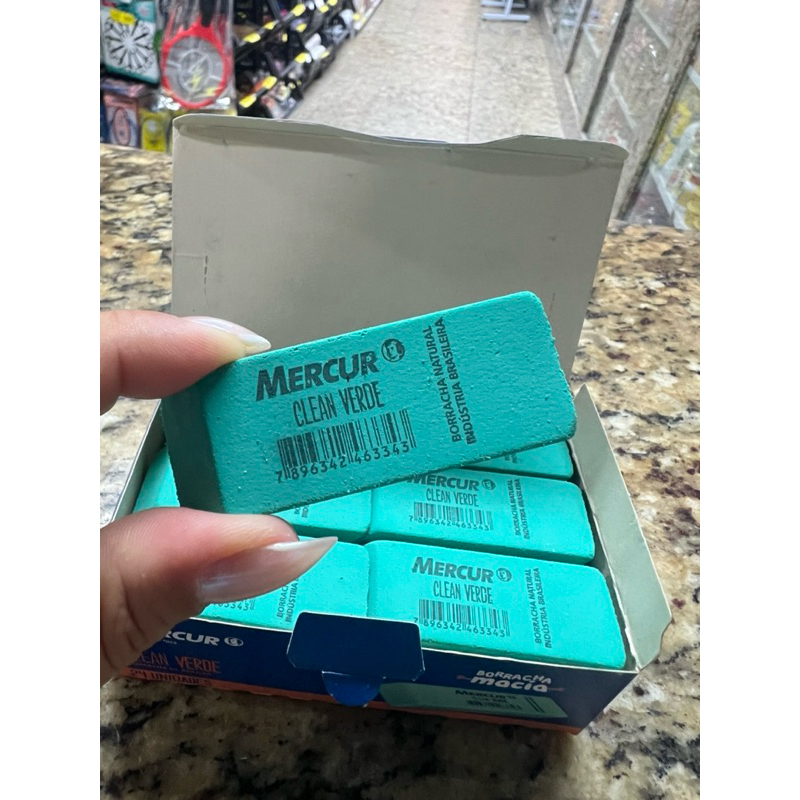 MERCUR
CLEAN VERDE
7 896342 463343
BORRACHA NATURAL
INDÚSTRIA BRASILEIRA
MERCUR
CLEAN VERDE
7 896342 463343
BORRACHA NATURAL
INDÚSTRIA BRASILEIRA
MERCUR
CLEAN VERDE
7 896342 463343
BORRACHA NATURAL
INDÚSTRIA BRASILEIRA
VERDE
BORRACHA
macia
MERCUR